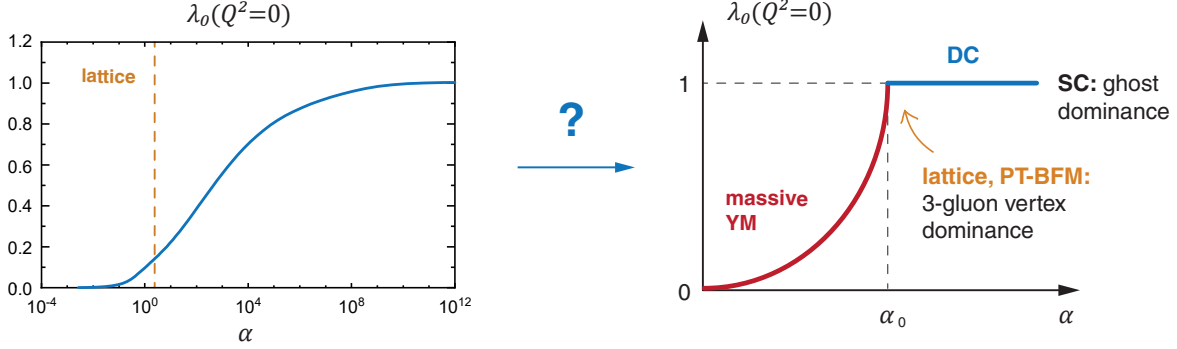 λ₀(Q²=0)
1.2
1.0
0.8
0.6
0.4
0.2
0.0
lattice
10⁻⁴
10⁰
10⁴
10⁸
10¹²
α
?
λ₀(Q²=0)
1
0
DC
SC: ghost
dominance
massive
YM
lattice, PT-BFM:
3-gluon vertex
dominance
α₀
α